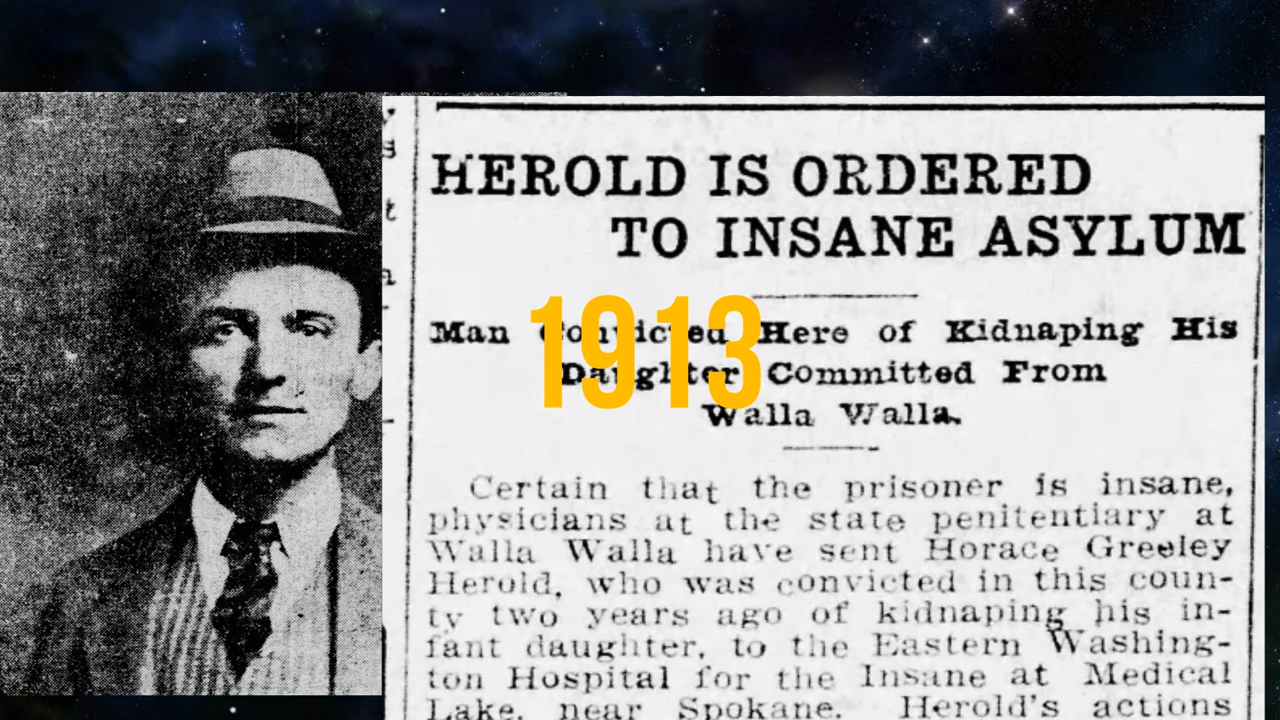 HEROLD IS ORDERED
TO INSANE ASYLUM
1913
Man Convicted Here of Kidnaping His
Daughter Committed From
Walla Walla.
Certain that the prisoner is insane,
physicians at the state penitentiary at
Walla Walla have sent Horace Greeley
Herold, who was convicted in this coun-
ty two years ago of kidnaping his in-
fant daughter, to the Eastern Washing-
ton Hospital for the Insane at Medical
Lake, near Spokane. Herold's actions